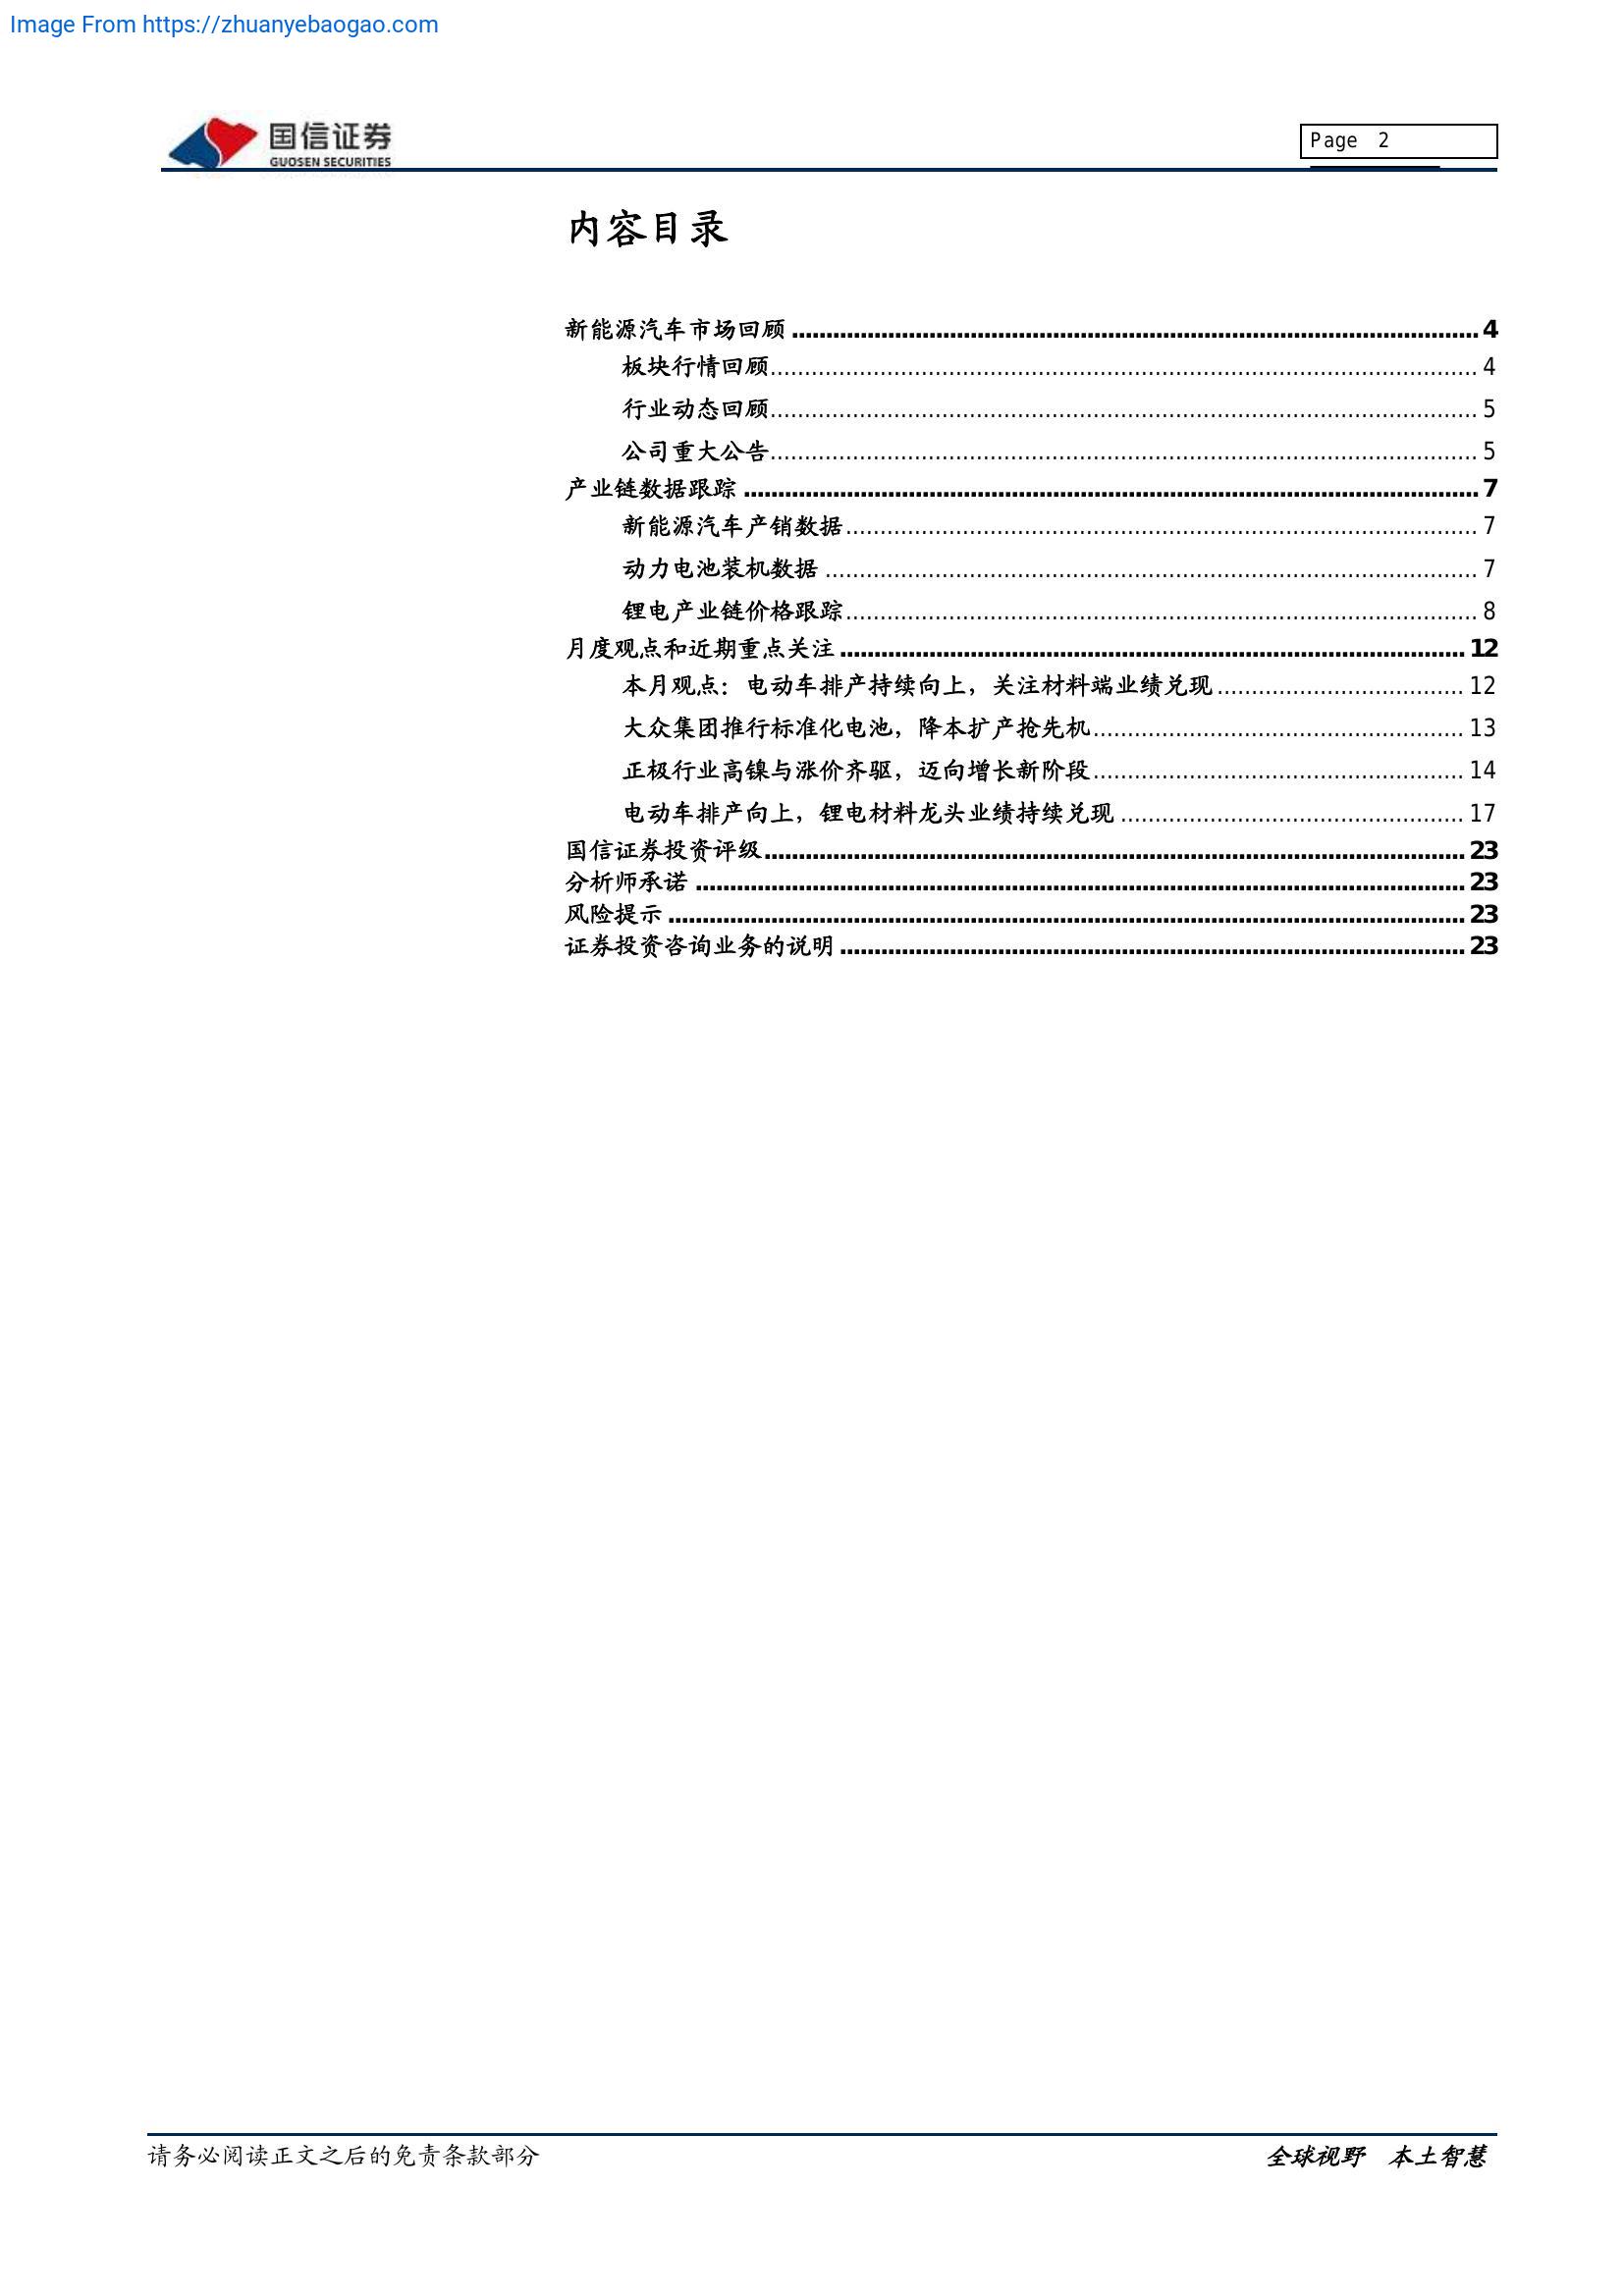 Image From https://zhuanyebaogao.com
国信证券
GUOSEN SECURITIES
Page 2
内容目录
新能源汽车市场回顾 4
板块行情回顾 4
行业动态回顾 5
公司重大公告 5
产业链数据跟踪 7
新能源汽车产销数据 7
动力电池装机数据 7
锂电产业链价格跟踪 8
月度观点和近期重点关注 12
本月观点：电动车排产持续向上，关注材料端业绩兑现 12
大众集团推行标准化电池，降本扩产抢先机 13
正极行业高镍与涨价齐驱，迈向增长新阶段 14
电动车排产向上，锂电材料龙头业绩持续兑现 17
国信证券投资评级 23
分析师承诺 23
风险提示 23
证券投资咨询业务的说明 23
请务必阅读正文之后的免责条款部分
全球视野 本土智慧